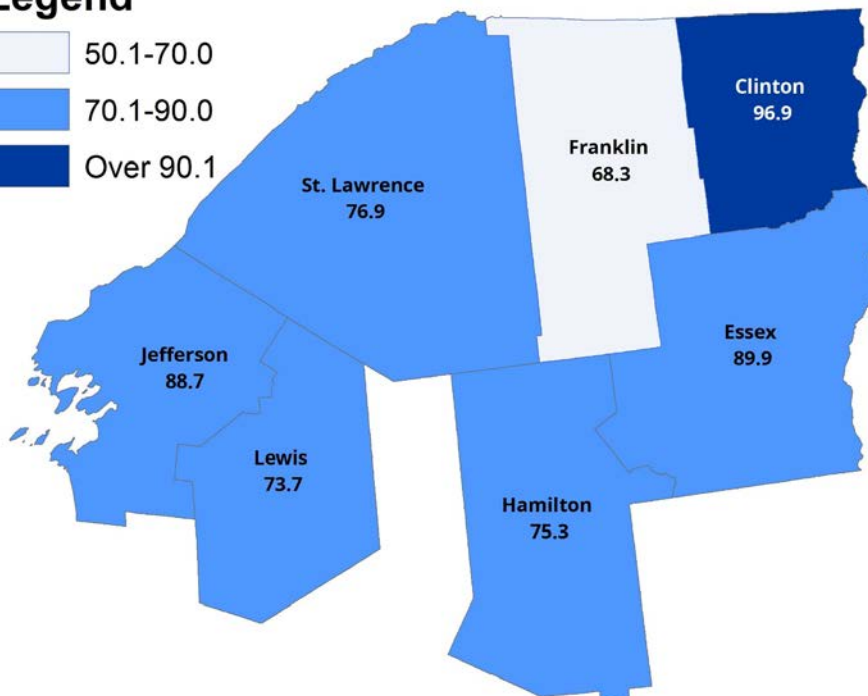 Legend
50.1-70.0
70.1-90.0
Over 90.1
Clinton
96.9
Franklin
68.3
St. Lawrence
76.9
Essex
89.9
Jefferson
88.7
Lewis
73.7
Hamilton
75.3